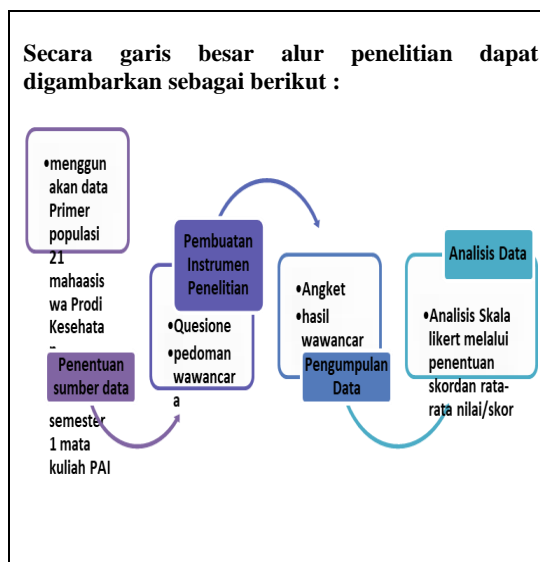 Secara garis besar alur penelitian dapat
digambarkan sebagai berikut :
•menggun
akan data
Primer
populasi
21
mahaasis
wa Prodi
Kesehata
Penentuan
sumber data
semester
1 mata
kuliah PAI
Pembuatan
Instrumen
Penelitian
•Quesione
•pedoman
wawancar
a
•Angket
•hasil
wawancar
Pengumpulan
Data
Analisis Data
•Analisis Skala
likert melalui
penentuan
skordan rata-
rata nilai/skor